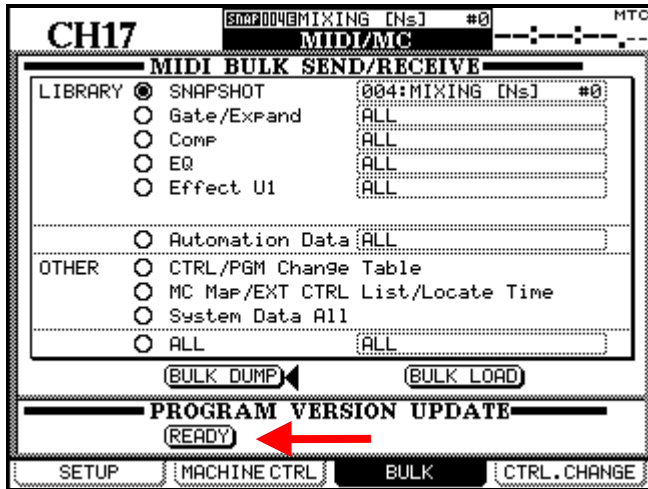 CH17
SNAP004 MIXING [Ns] #0
MTC
MIDI/MC
--:--:--.--
MIDI BULK SEND/RECEIVE
LIBRARY SNAPSHOT 004:MIXING [Ns] #0
Gate/Expand ALL
Comp ALL
EQ ALL
Effect U1 ALL
Automation Data ALL
OTHER CTRL/PGM Change Table
MC Map/EXT CTRL List/Locate Time
System Data All
ALL ALL
BULK DUMP BULK LOAD
PROGRAM VERSION UPDATE
READY
SETUP MACHINE CTRL BULK CTRL.CHANGE